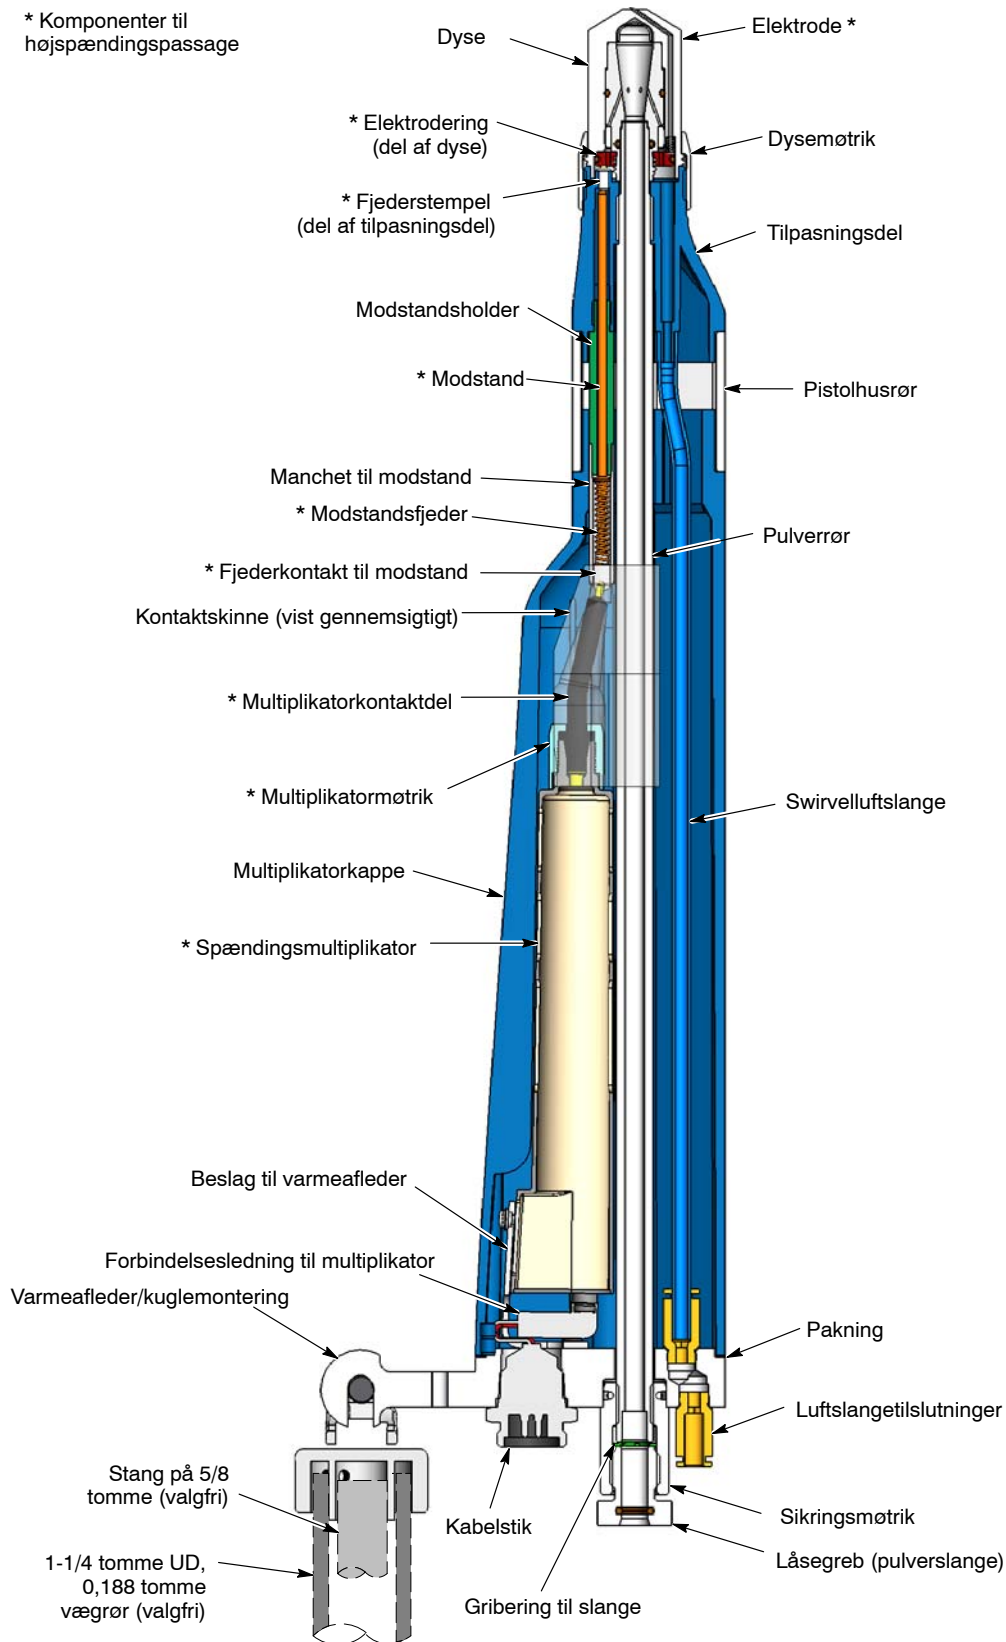 * Komponenter til
højspændingspassage
Dyse
Elektrode *
* Elektrodering
(del af dyse)
Dysemøtrik
* Fjederstempel
(del af tilpasningsdel)
Tilpasningsdel
Modstandsholder
* Modstand
Pistolhusrør
Manchet til modstand
* Modstandsfjeder
Pulverrør
* Fjederkontakt til modstand
Kontaktskinne (vist gennemsigtigt)
* Multiplikatorkontaktdel
* Multiplikatormøtrik
Swirvelluftslange
Multiplikatorkappe
* Spændingsmultiplikator
Beslag til varmeafleder
Forbindelsesledning til multiplikator
Varmeafleder/kuglemontering
Pakning
Luftslangetilslutninger
Stang på 5/8
tomme (valgfri)
Kabelstik
Sikringsmøtrik
Låsegreb (pulverslange)
1-1/4 tomme UD,
0,188 tomme
vægrør (valgfri)
Gribering til slange